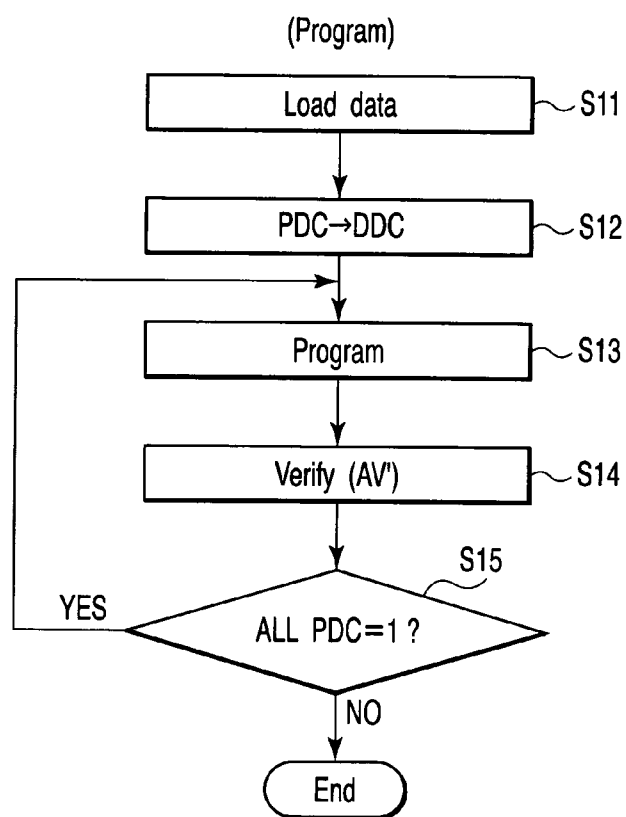 (Program)
Load data
S11
PDC→DDC
S12
Program
S13
Verify (AV')
S14
S15
ALL PDC=1 ?
YES
NO
End